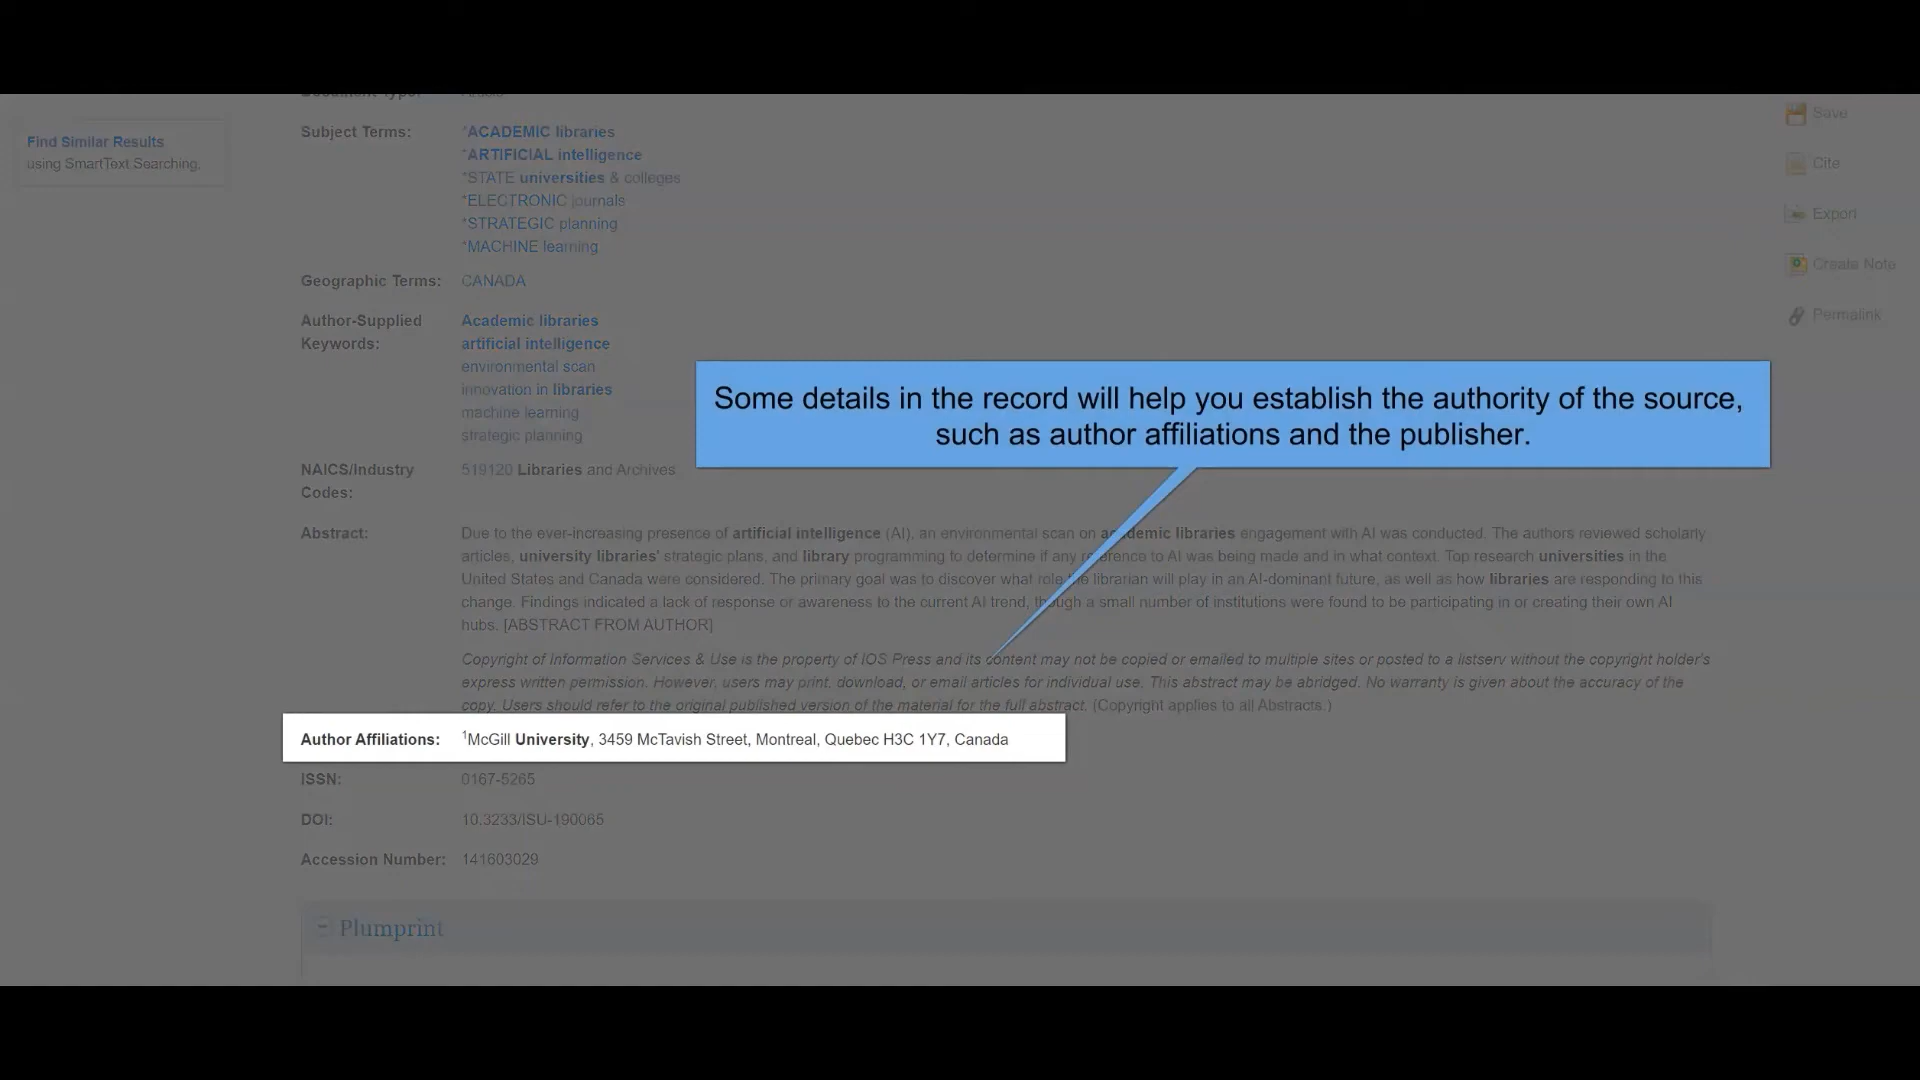 Find Similar Results
using SmartText Searching.
Subject Terms:
*ACADEMIC libraries
*ARTIFICIAL intelligence
*STATE universities & colleges
*ELECTRONIC journals
*STRATEGIC planning
*MACHINE learning
Geographic Terms: CANADA
Author-Supplied
Keywords:
Academic libraries
artificial intelligence
environmental scan
innovation in libraries
machine learning
strategic planning
NAICS/Industry
Codes:
519120 Libraries and Archives
Some details in the record will help you establish the authority of the source,
such as author affiliations and the publisher.
Abstract:
Due to the ever-increasing presence of artificial intelligence (AI), an environmental scan on academic libraries engagement with AI was conducted. The authors reviewed scholarly
articles, university libraries' strategic plans, and library programming to determine if any reference to AI was being made and in what context. Top research universities in the
United States and Canada were considered. The primary goal was to discover what role the librarian will play in an AI-dominant future, as well as how libraries are responding to this
change. Findings indicated a lack of response or awareness to the current AI trend, though a small number of institutions were found to be participating in or creating their own AI
hubs. [ABSTRACT FROM AUTHOR]
Copyright of Information Services & Use is the property of IOS Press and its content may not be copied or emailed to multiple sites or posted to a listserv without the copyright holder's
express written permission. However, users may print, download, or email articles for individual use. This abstract may be abridged. No warranty is given about the accuracy of the
copy. Users should refer to the original published version of the material for the full abstract. (Copyright applies to all Abstracts.)
Author Affiliations: ¹McGill University, 3459 McTavish Street, Montreal, Quebec H3C 1Y7, Canada
ISSN: 0167-5265
DOI: 10.3233/ISU-190065
Accession Number: 141603029
Plumprint
Save
Cite
Export
Create Note
Permalink